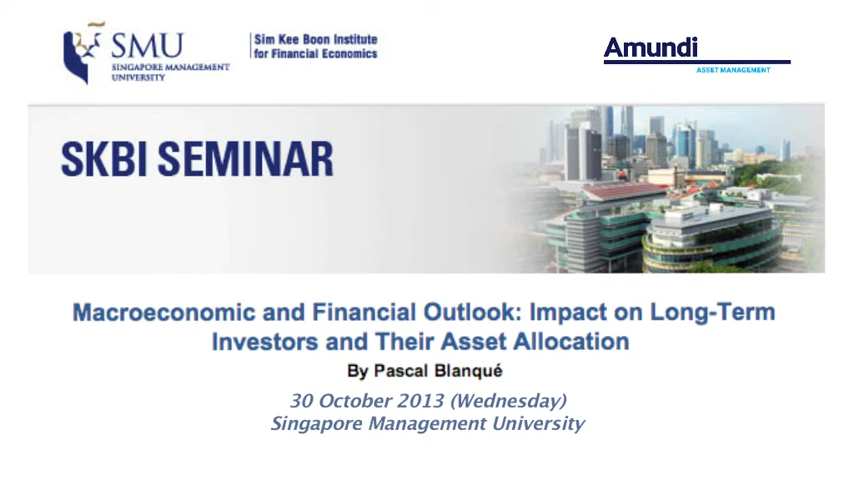 SMU
SINGAPORE MANAGEMENT
UNIVERSITY
Sim Kee Boon Institute
for Financial Economics
Amundi
ASSET MANAGEMENT
SKBI SEMINAR
Macroeconomic and Financial Outlook: Impact on Long-Term
Investors and Their Asset Allocation
By Pascal Blanqué
30 October 2013 (Wednesday)
Singapore Management University